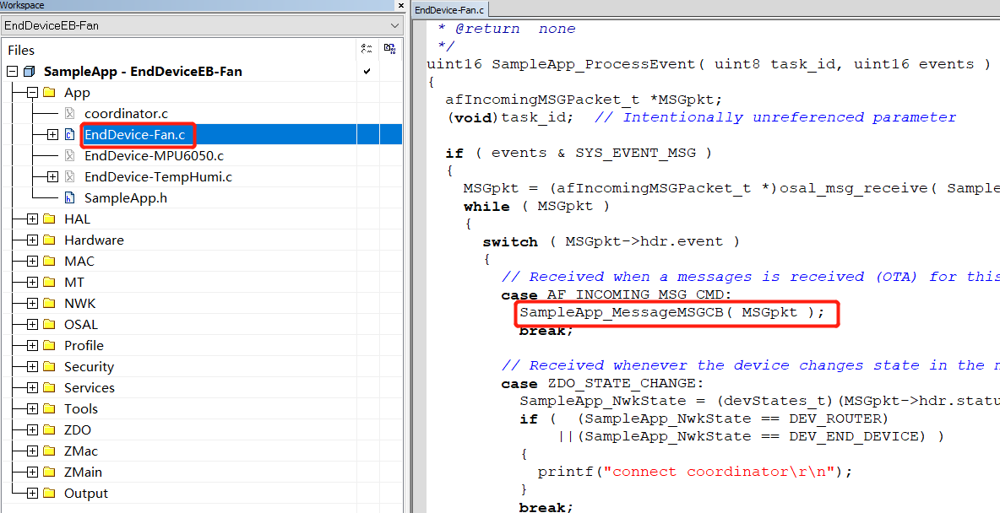 Workspace
EndDeviceEB-Fan
Files
SampleApp - EndDeviceEB-Fan
App
coordinator.c
EndDevice-Fan.c
EndDevice-MPU6050.c
EndDevice-TempHumi.c
SampleApp.h
HAL
Hardware
MAC
MT
NWK
OSAL
Profile
Security
Services
Tools
ZDO
ZMac
ZMain
Output
EndDevice-Fan.c
* @return none
*/
uint16 SampleApp_ProcessEvent( uint8 task_id, uint16 events )
{
afIncomingMSGPacket_t *MSGpkt;
(void)task_id; // Intentionally unreferenced parameter
if ( events & SYS_EVENT_MSG )
{
MSGpkt = (afIncomingMSGPacket_t *)osal_msg_receive( Sample
while ( MSGpkt )
{
switch ( MSGpkt->hdr.event )
{
// Received when a messages is received (OTA) for this
case AF_INCOMING_MSG_CMD:
SampleApp_MessageMSGCB( MSGpkt );
break;
// Received whenever the device changes state in the n
case ZDO_STATE_CHANGE:
SampleApp_NwkState = (devStates_t)(MSGpkt->hdr.statu
if ( (SampleApp_NwkState == DEV_ROUTER)
||(SampleApp_NwkState == DEV_END_DEVICE) )
{
printf("connect coordinator\r\n");
}
break;